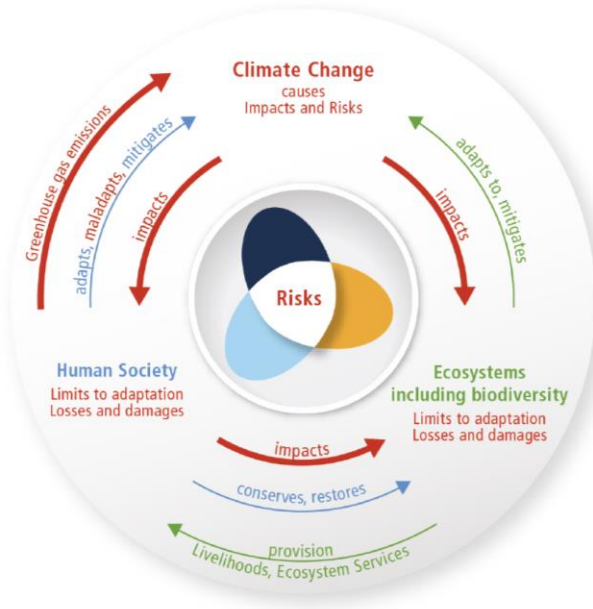 Climate Change
causes
Impacts and Risks
Greenhouse gas emissions
adapts, maladapts, mitigates
impacts
impacts
adapts to, mitigates
Risks
Human Society
Limits to adaptation
Losses and damages
Ecosystems
including biodiversity
Limits to adaptation
Losses and damages
impacts
conserves, restores
provision
Livelihoods, Ecosystem Services